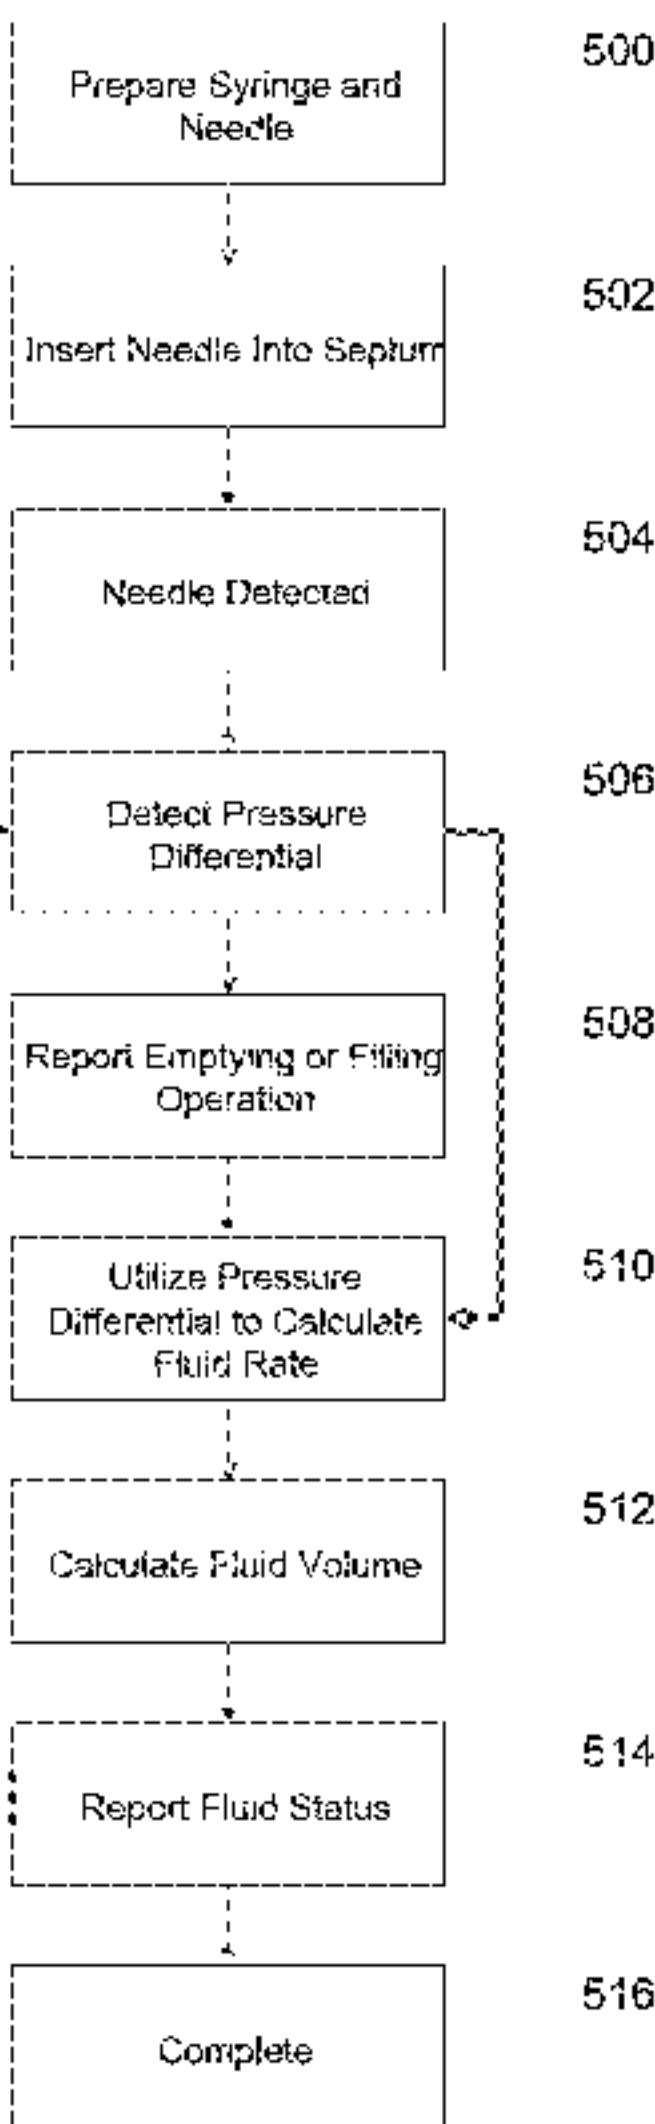 500
Prepare Syringe and
Needle
502
Insert Needle Into Septum
504
Needle Detected
506
Detect Pressure
Differential
508
Report Emptying or Filling
Operation
510
Utilize Pressure
Differential to Calculate
Fluid Rate
512
Calculate Fluid Volume
514
Report Fluid Status
516
Complete